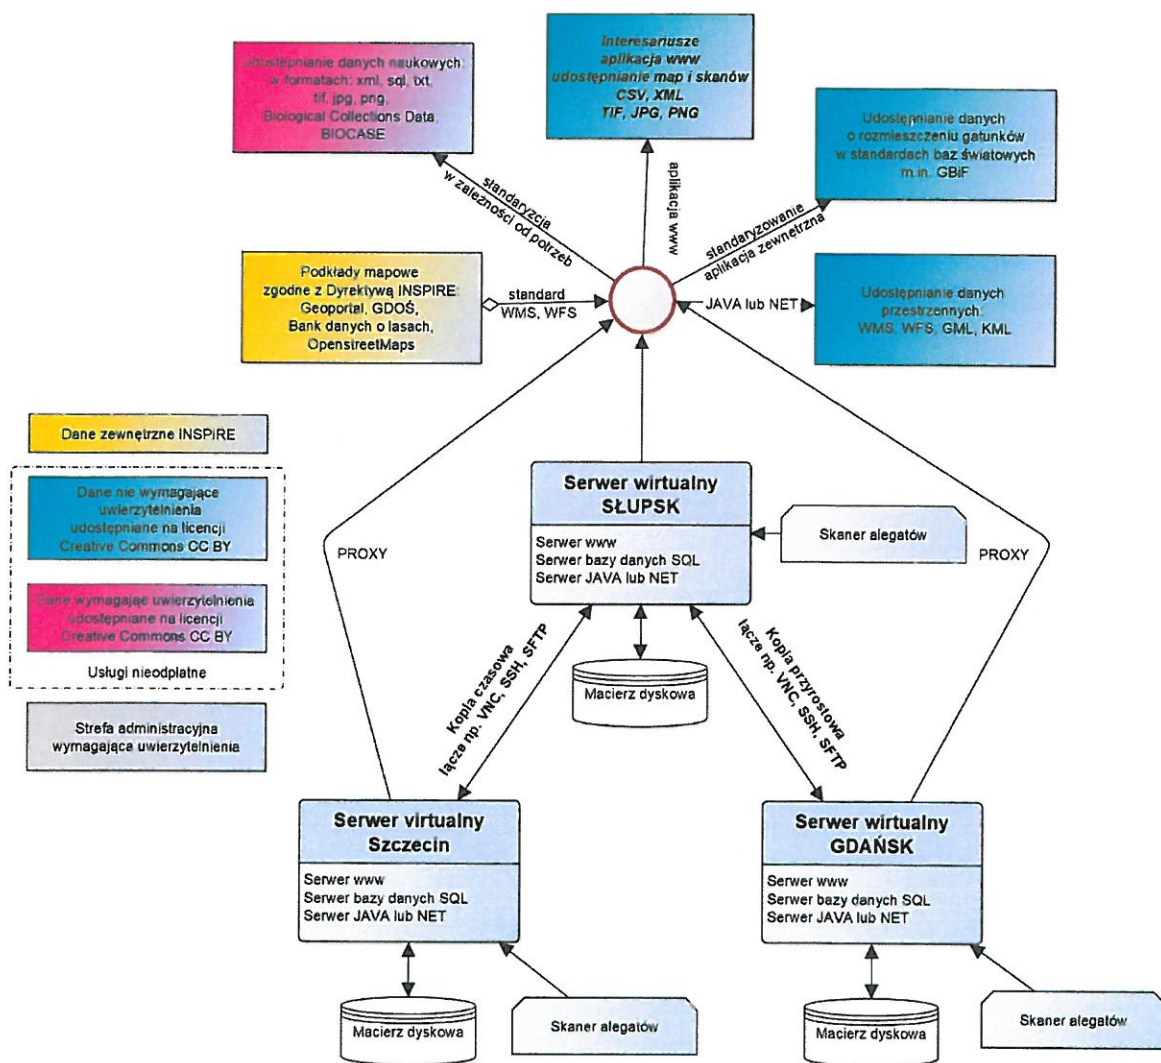 Udostępnianie danych naukowych:
w formatach: xml, sql, txt,
tif, jpg, png,
Biological Collections Data,
BIOCASE
Interesariusze
aplikacja www
udostępnianie map i skanów
CSV, XML
TIF, JPG, PNG
Udostępnianie danych
o rozmieszczeniu gatunków
w standardach baz światowych
m.in. GBiF
standaryzcja
w zależności od potrzeb
aplikacja www
standaryzowanie
aplikacja zewnętrzna
Podkłady mapowe
zgodne z Dyrektywą INSPIRE:
Geoportal, GDOŚ,
Bank danych o lasach,
OpenstreetMaps
standard
WMS, WFS
JAVA lub NET
Udostępnianie danych
przestrzennych:
WMS, WFS, GML, KML
Dane zewnętrzne INSPiRE
Dane nie wymagające
uwierzytelnienia
udostępniane na licencji
Creative Commons CC BY
Dane wymagając uwierzytelnienia
udostępniane na licencji
Creative Commons CC BY
Usługi nieodpłatne
Strefa administracyjna
wymagająca uwierzytelnienia
PROXY
Serwer wirtualny
SŁUPSK
Serwer www
Serwer bazy danych SQL
Serwer JAVA lub NET
Skaner alegatów
PROXY
Macierz dyskowa
Kopia czasowa
łącze np. VNC, SSH, SFTP
Kopia przyrostowa
łącze np. VNC, SSH, SFTP
Serwer virtualny
Szczecin
Serwer www
Serwer bazy danych SQL
Serwer JAVA lub NET
Macierz dyskowa
Skaner alegatów
Serwer wirtualny
GDAŃSK
Serwer www
Serwer bazy danych SQL
Serwer JAVA lub NET
Macierz dyskowa
Skaner alegatów